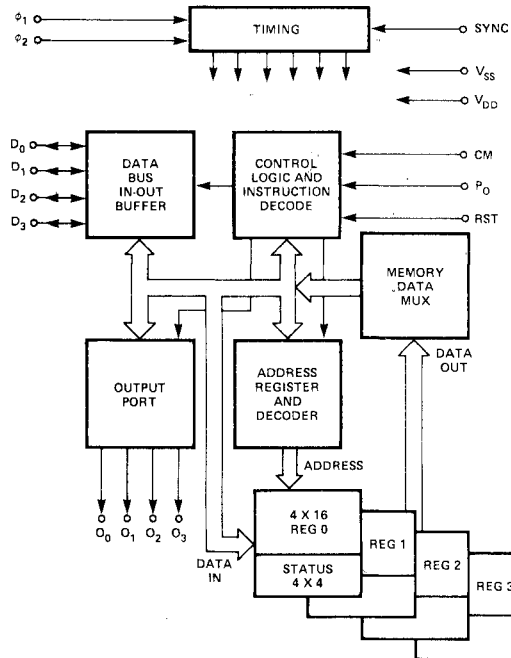 ϕ1
ϕ2
TIMING
SYNC
VSS
VDD
D0
D1
D2
D3
DATA
BUS
IN-OUT
BUFFER
CONTROL
LOGIC AND
INSTRUCTION
DECODE
CM
P0
RST
MEMORY
DATA
MUX
OUTPUT
PORT
ADDRESS
REGISTER
AND
DECODER
DATA
OUT
ADDRESS
O0
O1
O2
O3
DATA
IN
4 X 16
REG 0
STATUS
4 X 4
REG 1
REG 2
REG 3